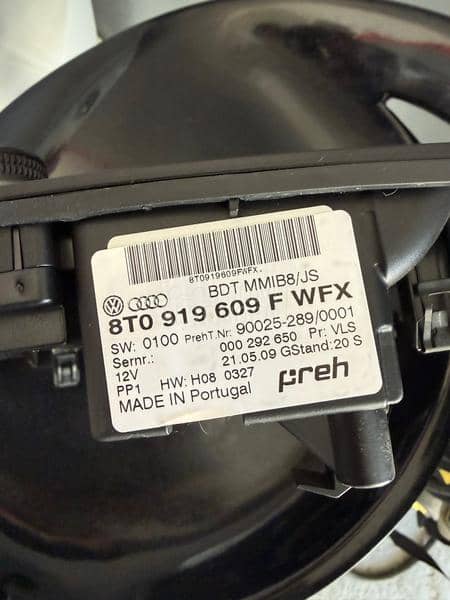 8T0919609FWFX.
BDT MMIB8/JS
8T0 919 609 F WFX
SW: 0100 PrehT.Nr: 90025-289/0001
Sernr.: 000 292 650 Pr: VLS
12V 21.05.09 GStand: 20 S
PP1 HW: H08 0327
MADE IN Portugal preh